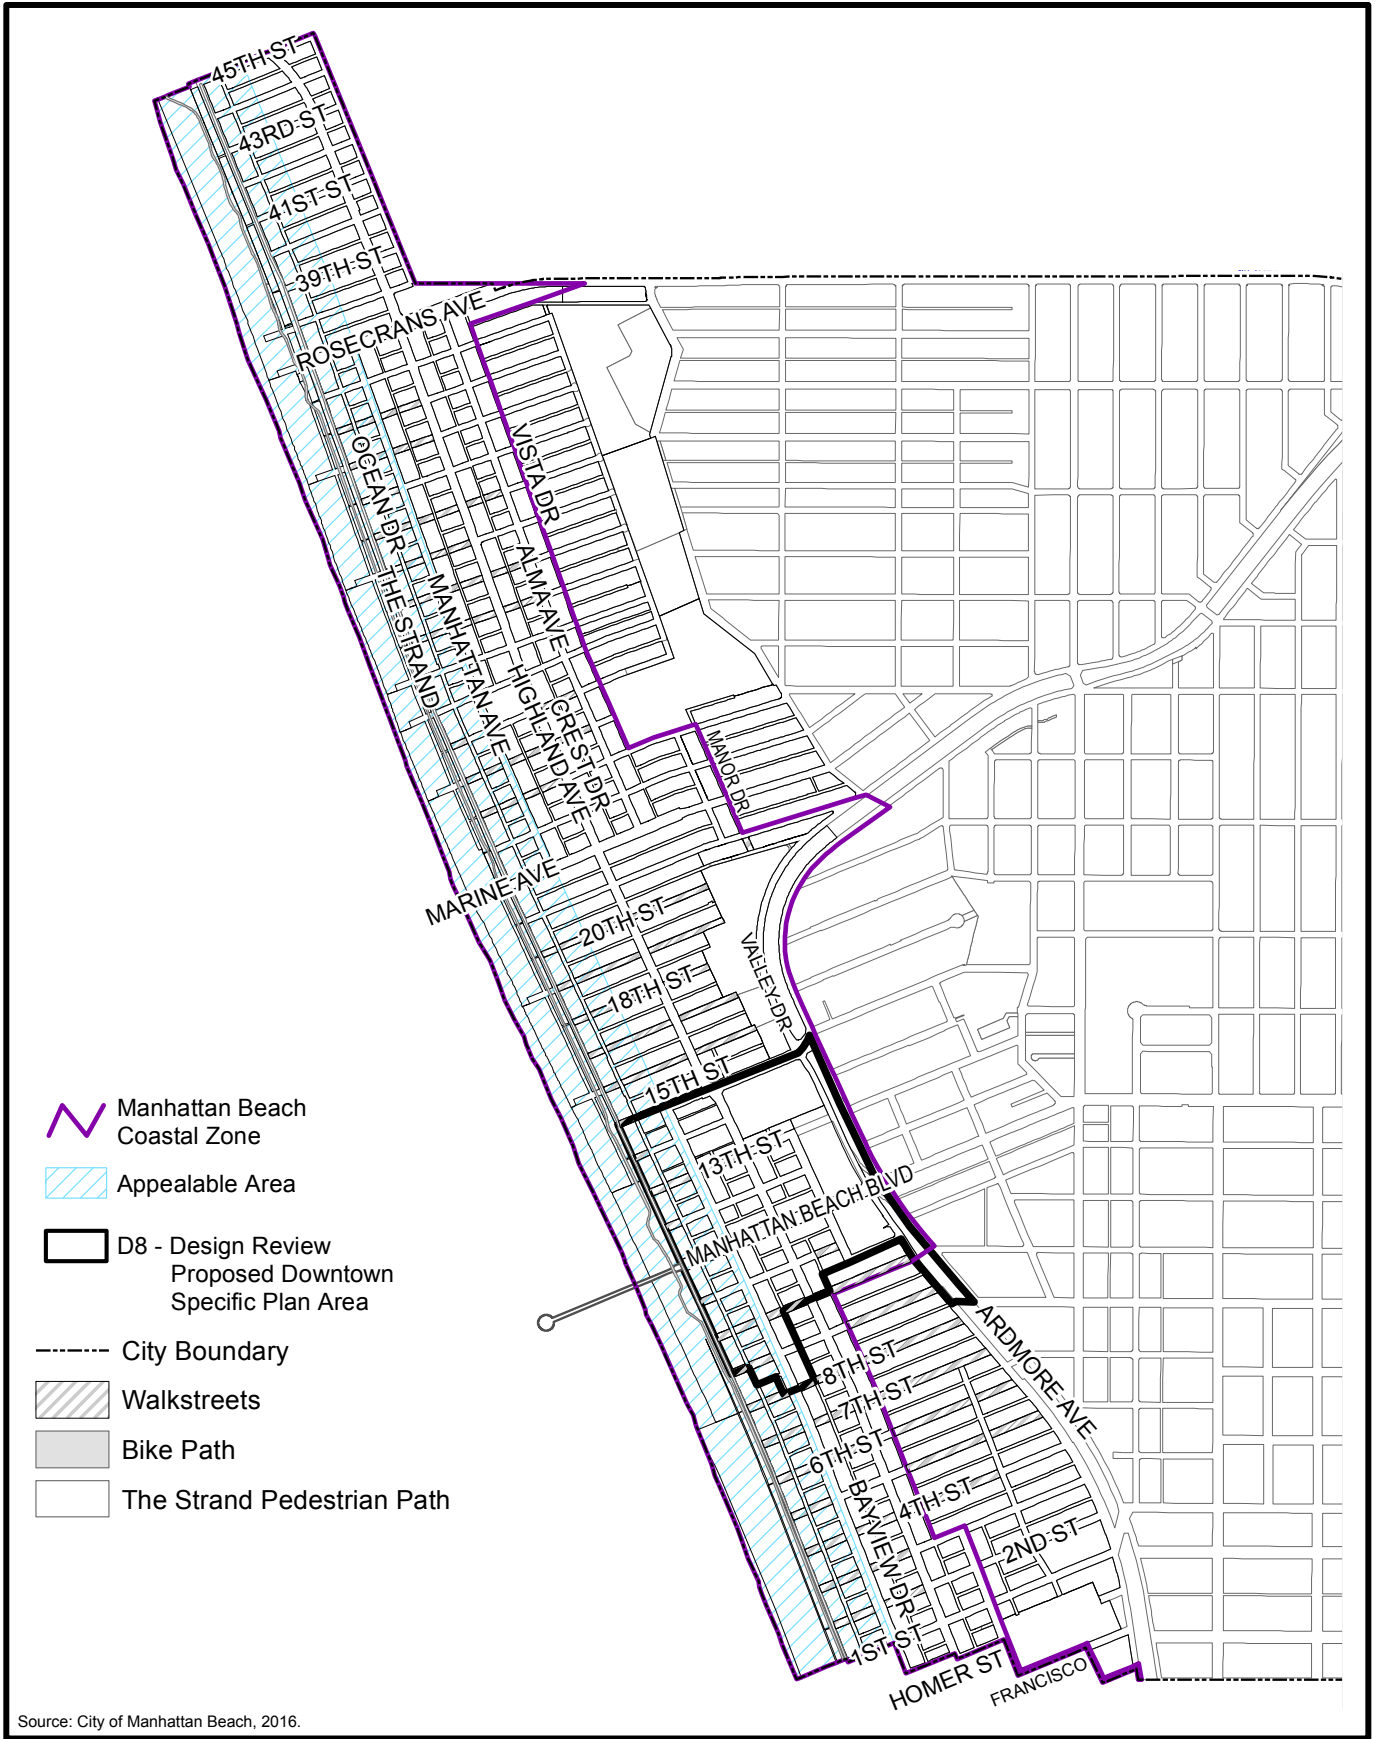 45TH ST
43RD ST
41ST ST
39TH ST
ROSECRANS AVE
OCEAN DR
VISTA DR
THE STRAND
MANHATTAN AVE
ALMA AVE
HIGHLAND AVE
CREST DR
MANOR DR
MARINE AVE
20TH ST
18TH ST
VALLEY DR
15TH ST
13TH ST
MANHATTAN BEACH BLVD
8TH ST
7TH ST
6TH ST
4TH ST
2ND ST
ARDMORE AVE
BAYVIEW DR
1ST ST
HOMER ST
FRANCISCO
Manhattan Beach
Coastal Zone
Appealable Area
D8 - Design Review
Proposed Downtown
Specific Plan Area
City Boundary
Walkstreets
Bike Path
The Strand Pedestrian Path
Source: City of Manhattan Beach, 2016.